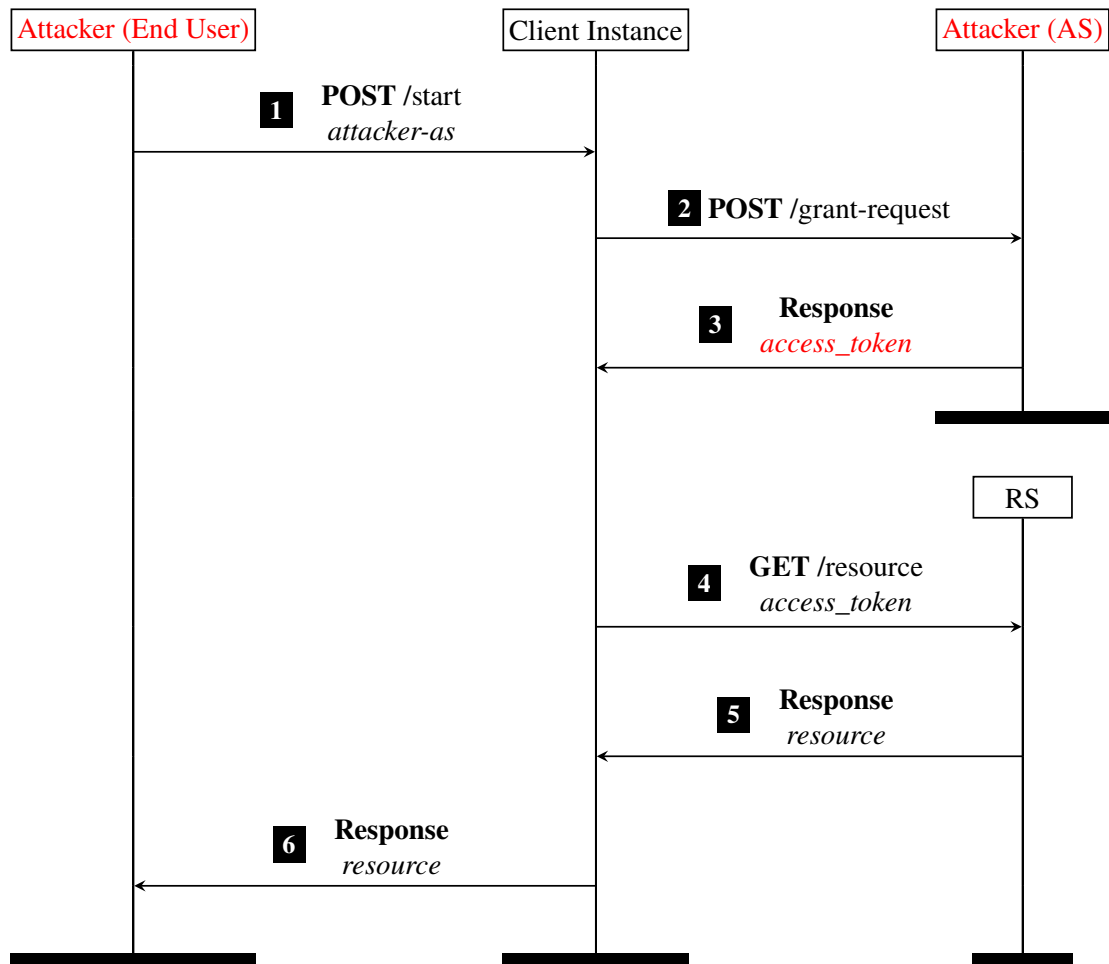 Attacker (End User)
Client Instance
Attacker (AS)
1
POST /start
attacker-as
2
POST /grant-request
3
Response
access_token
RS
4
GET /resource
access_token
5
Response
resource
6
Response
resource